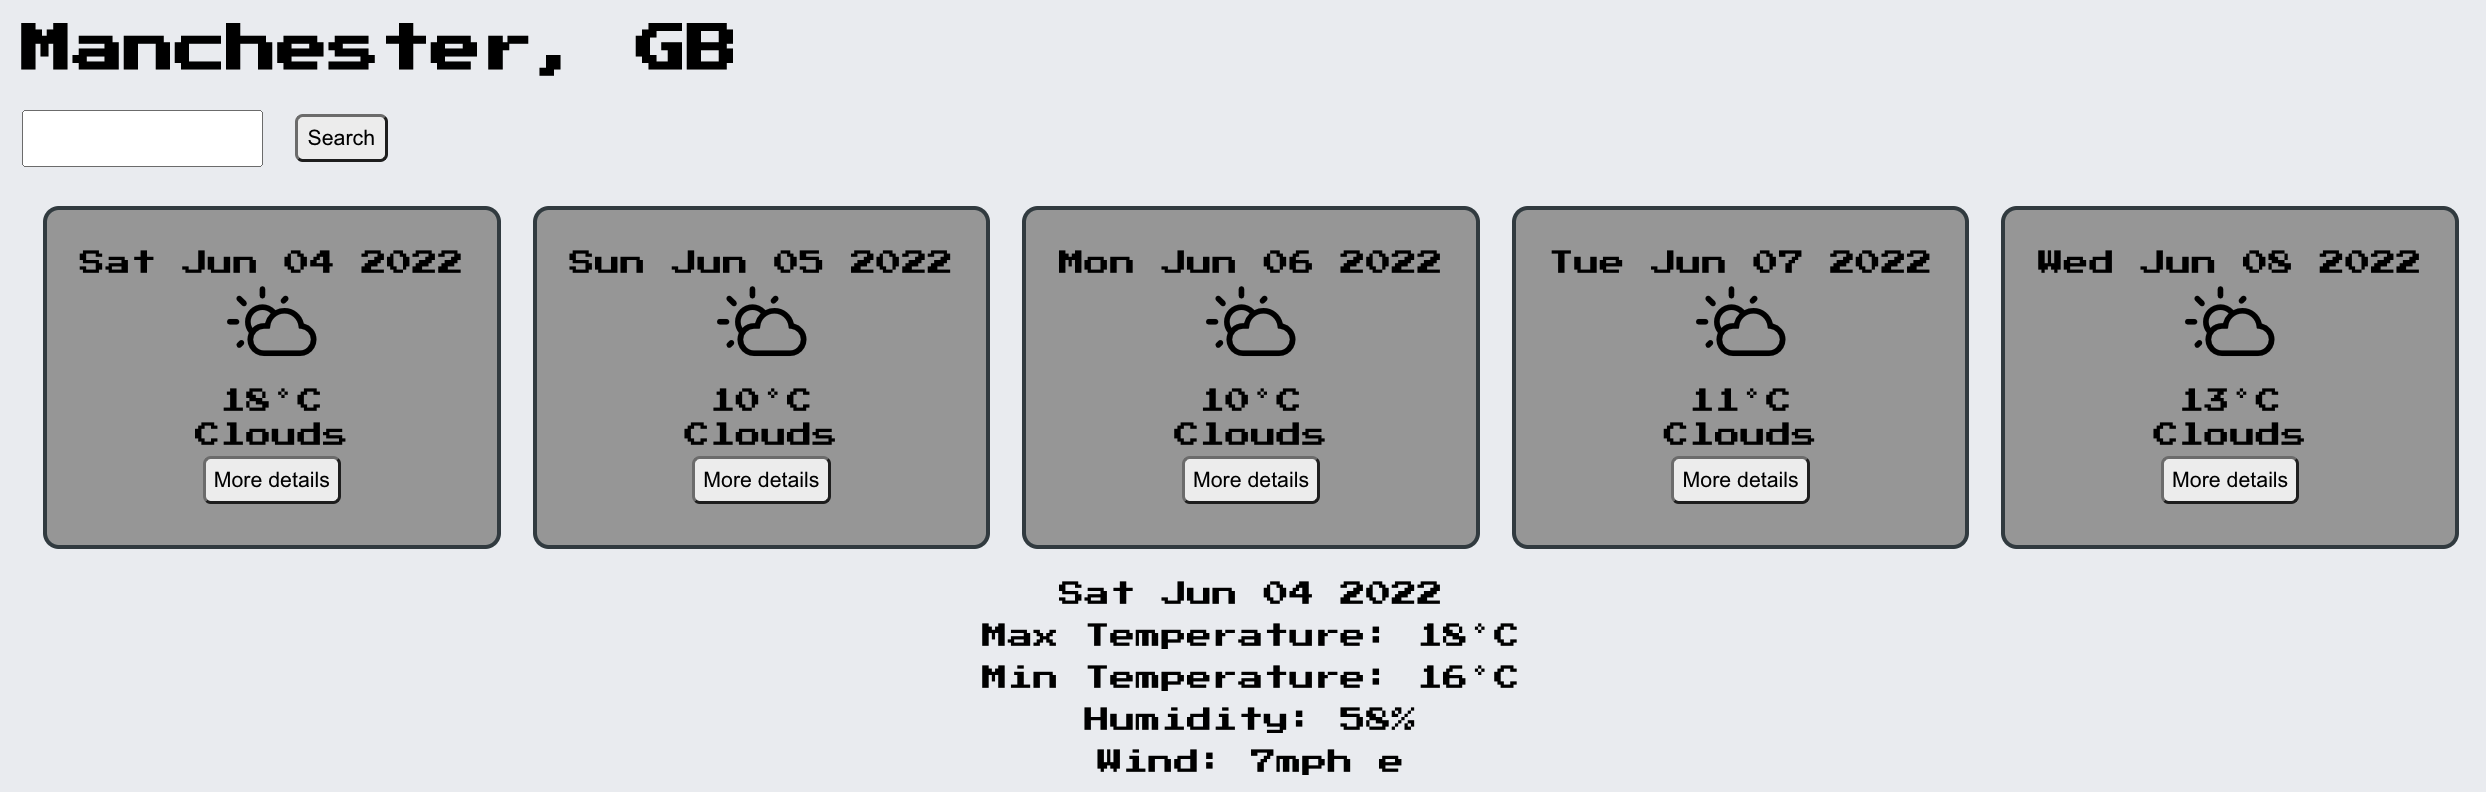 Manchester, GB
Search
Sat Jun 04 2022
18°C
Clouds
More details
Sun Jun 05 2022
10°C
Clouds
More details
Mon Jun 06 2022
10°C
Clouds
More details
Tue Jun 07 2022
11°C
Clouds
More details
Wed Jun 08 2022
13°C
Clouds
More details
Sat Jun 04 2022
Max Temperature: 18°C
Min Temperature: 16°C
Humidity: 58%
Wind: 7mph e